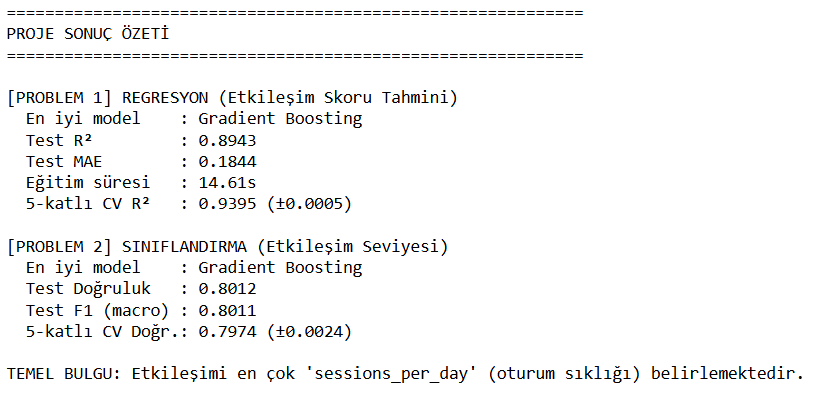 ============================================================
PROJE SONUÇ ÖZETİ
============================================================
[PROBLEM 1] REGRESYON (Etkileşim Skoru Tahmini)
En iyi model    : Gradient Boosting
Test R²         : 0.8943
Test MAE        : 0.1844
Eğitim süresi   : 14.61s
5-katlı CV R²   : 0.9395 (±0.0005)
[PROBLEM 2] SINIFLANDIRMA (Etkileşim Seviyesi)
En iyi model    : Gradient Boosting
Test Doğruluk   : 0.8012
Test F1 (macro) : 0.8011
5-katlı CV Doğr.: 0.7974 (±0.0024)
TEMEL BULGU: Etkileşimi en çok 'sessions_per_day' (oturum sıklığı) belirlemektedir.